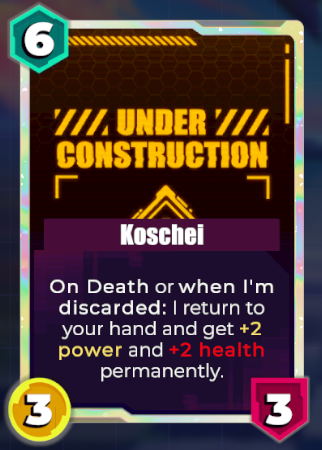 6
UNDER
CONSTRUCTION
Koschei
On Death or when I'm
discarded: I return to
your hand and get +2
power and +2 health
permanently.
3
3